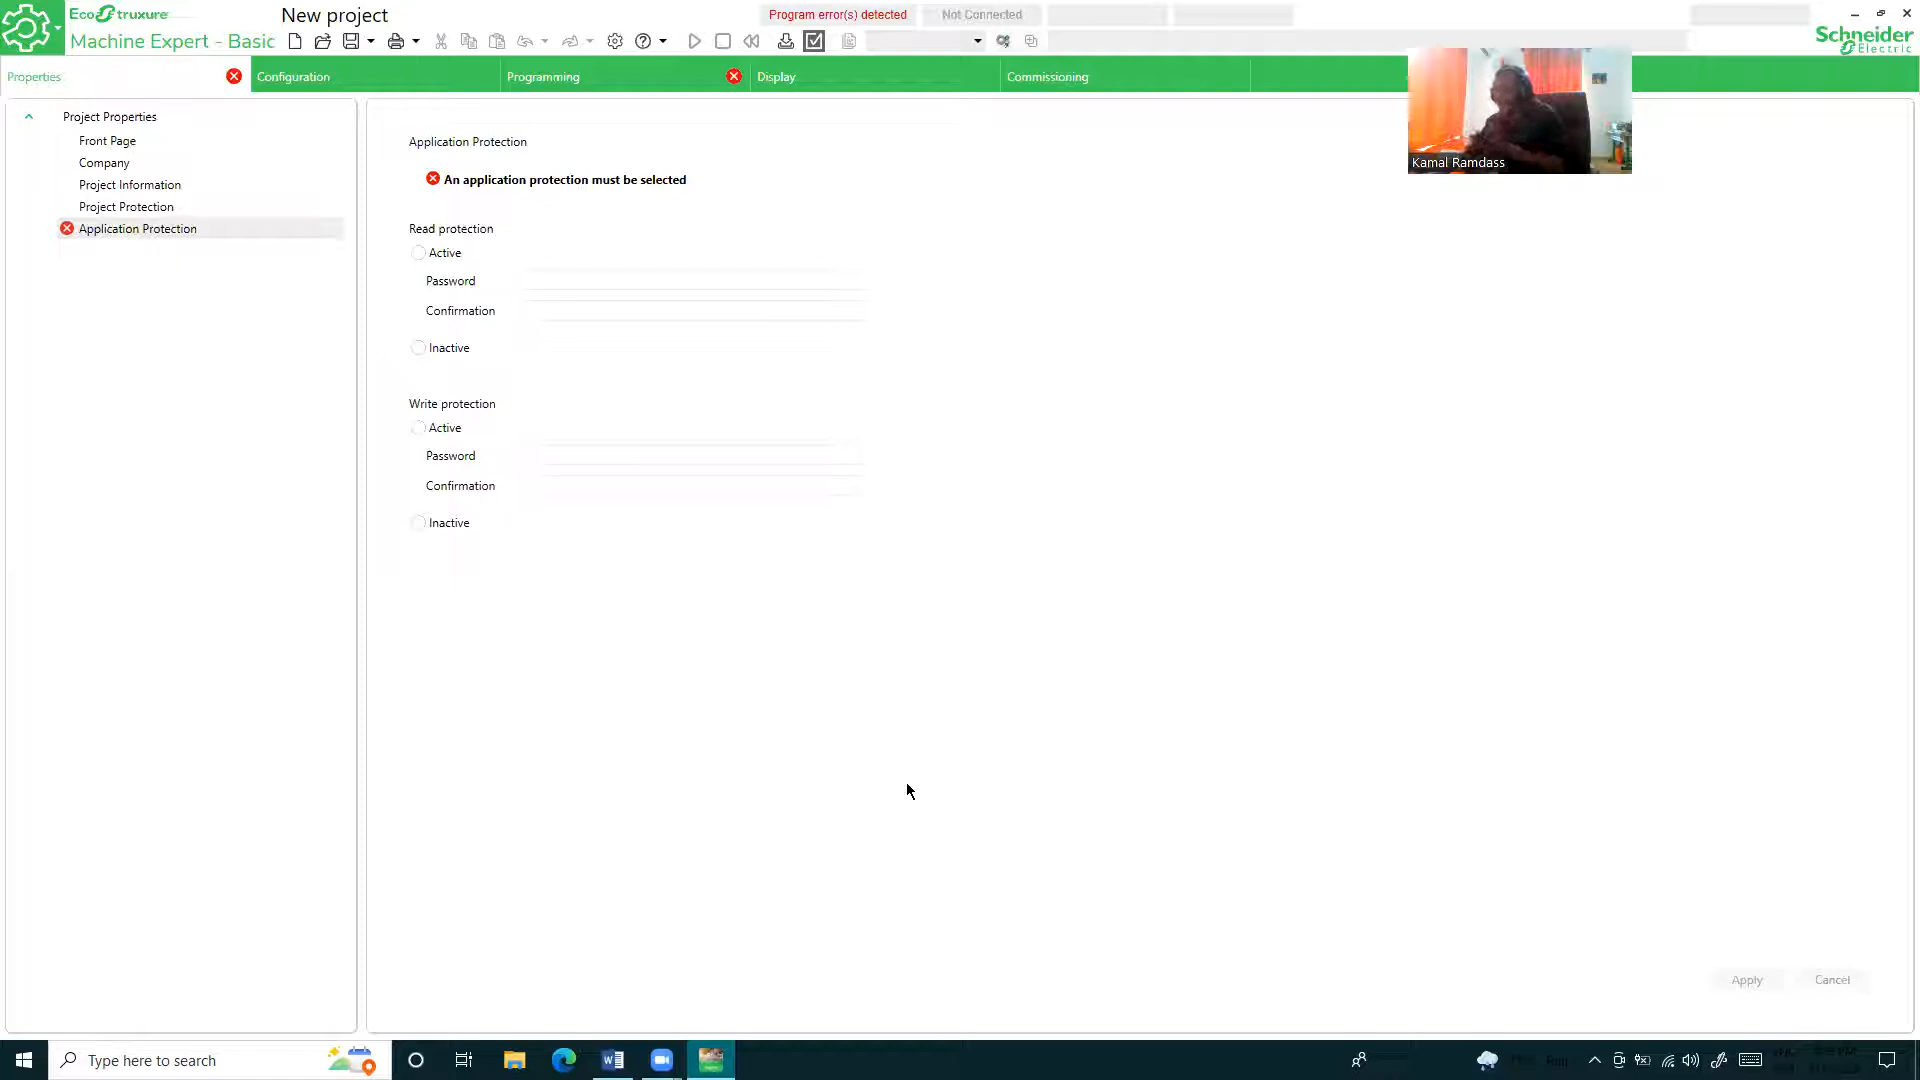 EcoStruxure
Machine Expert - Basic
New project
Program error(s) detected
Not Connected
Schneider
Electric
Properties
Configuration
Programming
Display
Commissioning
Kamal Ramdass
Project Properties
Front Page
Company
Project Information
Project Protection
Application Protection
Application Protection
An application protection must be selected
Read protection
Active
Password
Confirmation
Inactive
Write protection
Active
Password
Confirmation
Inactive
Apply
Cancel
Type here to search